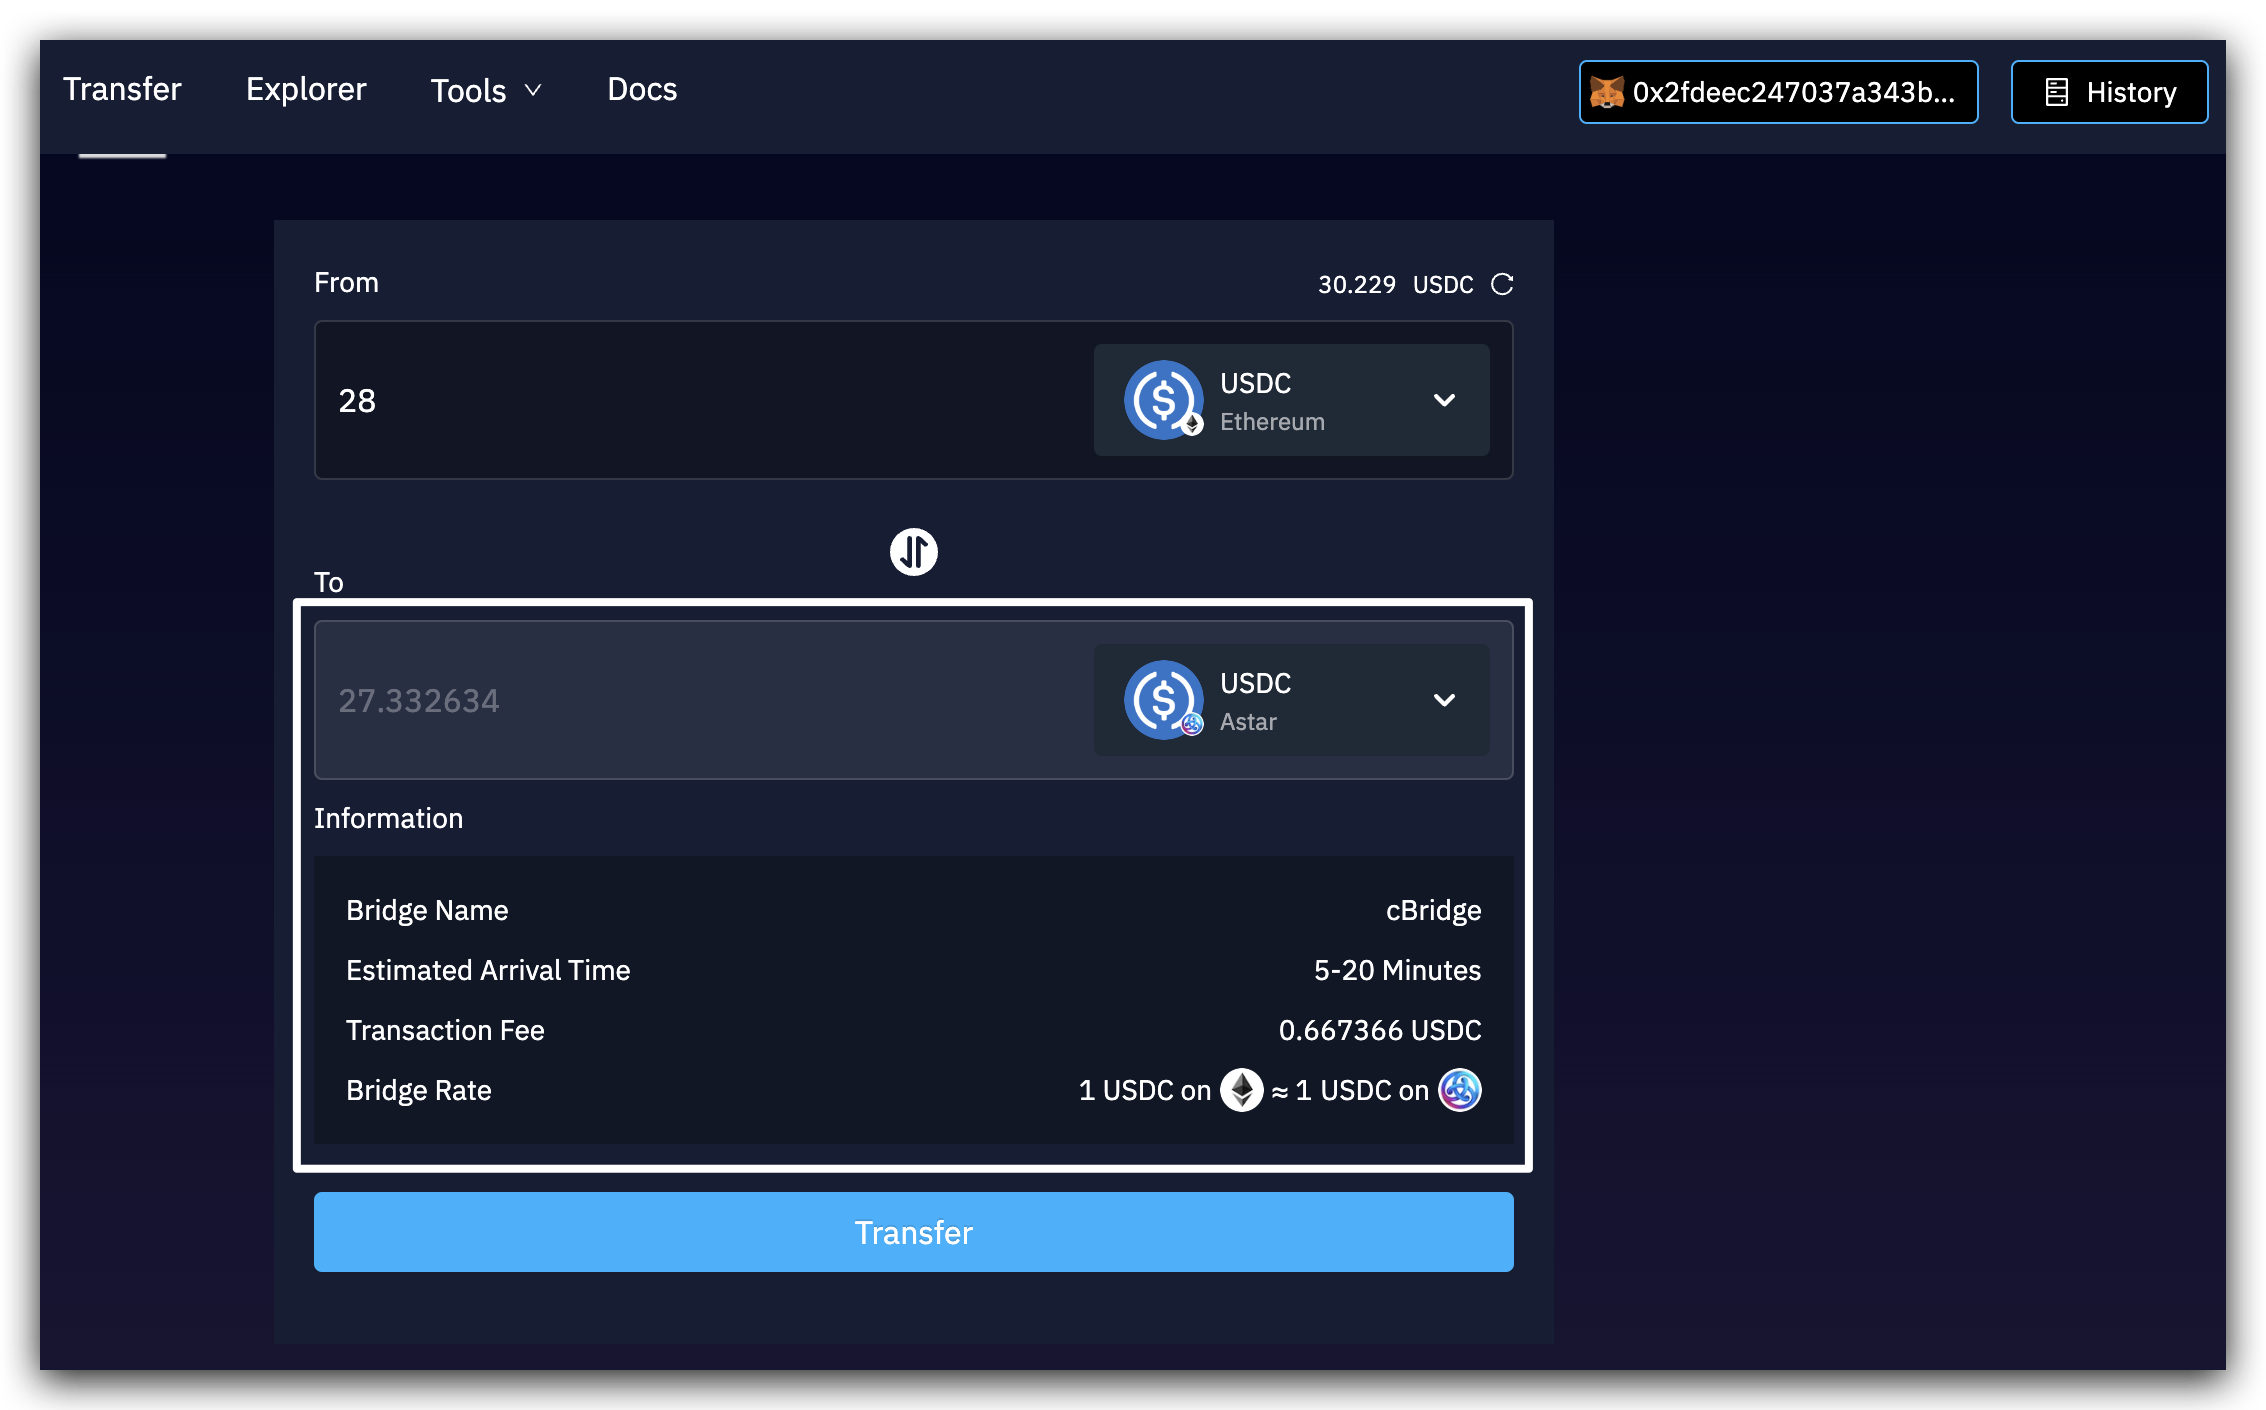 Transfer Explorer Tools Docs 0x2fdeec247037a343b... History
From 30.229 USDC
28 USDC
Ethereum
To
27.332634 USDC
Astar
Information
Bridge Name cBridge
Estimated Arrival Time 5-20 Minutes
Transaction Fee 0.667366 USDC
Bridge Rate 1 USDC on ≈ 1 USDC on
Transfer